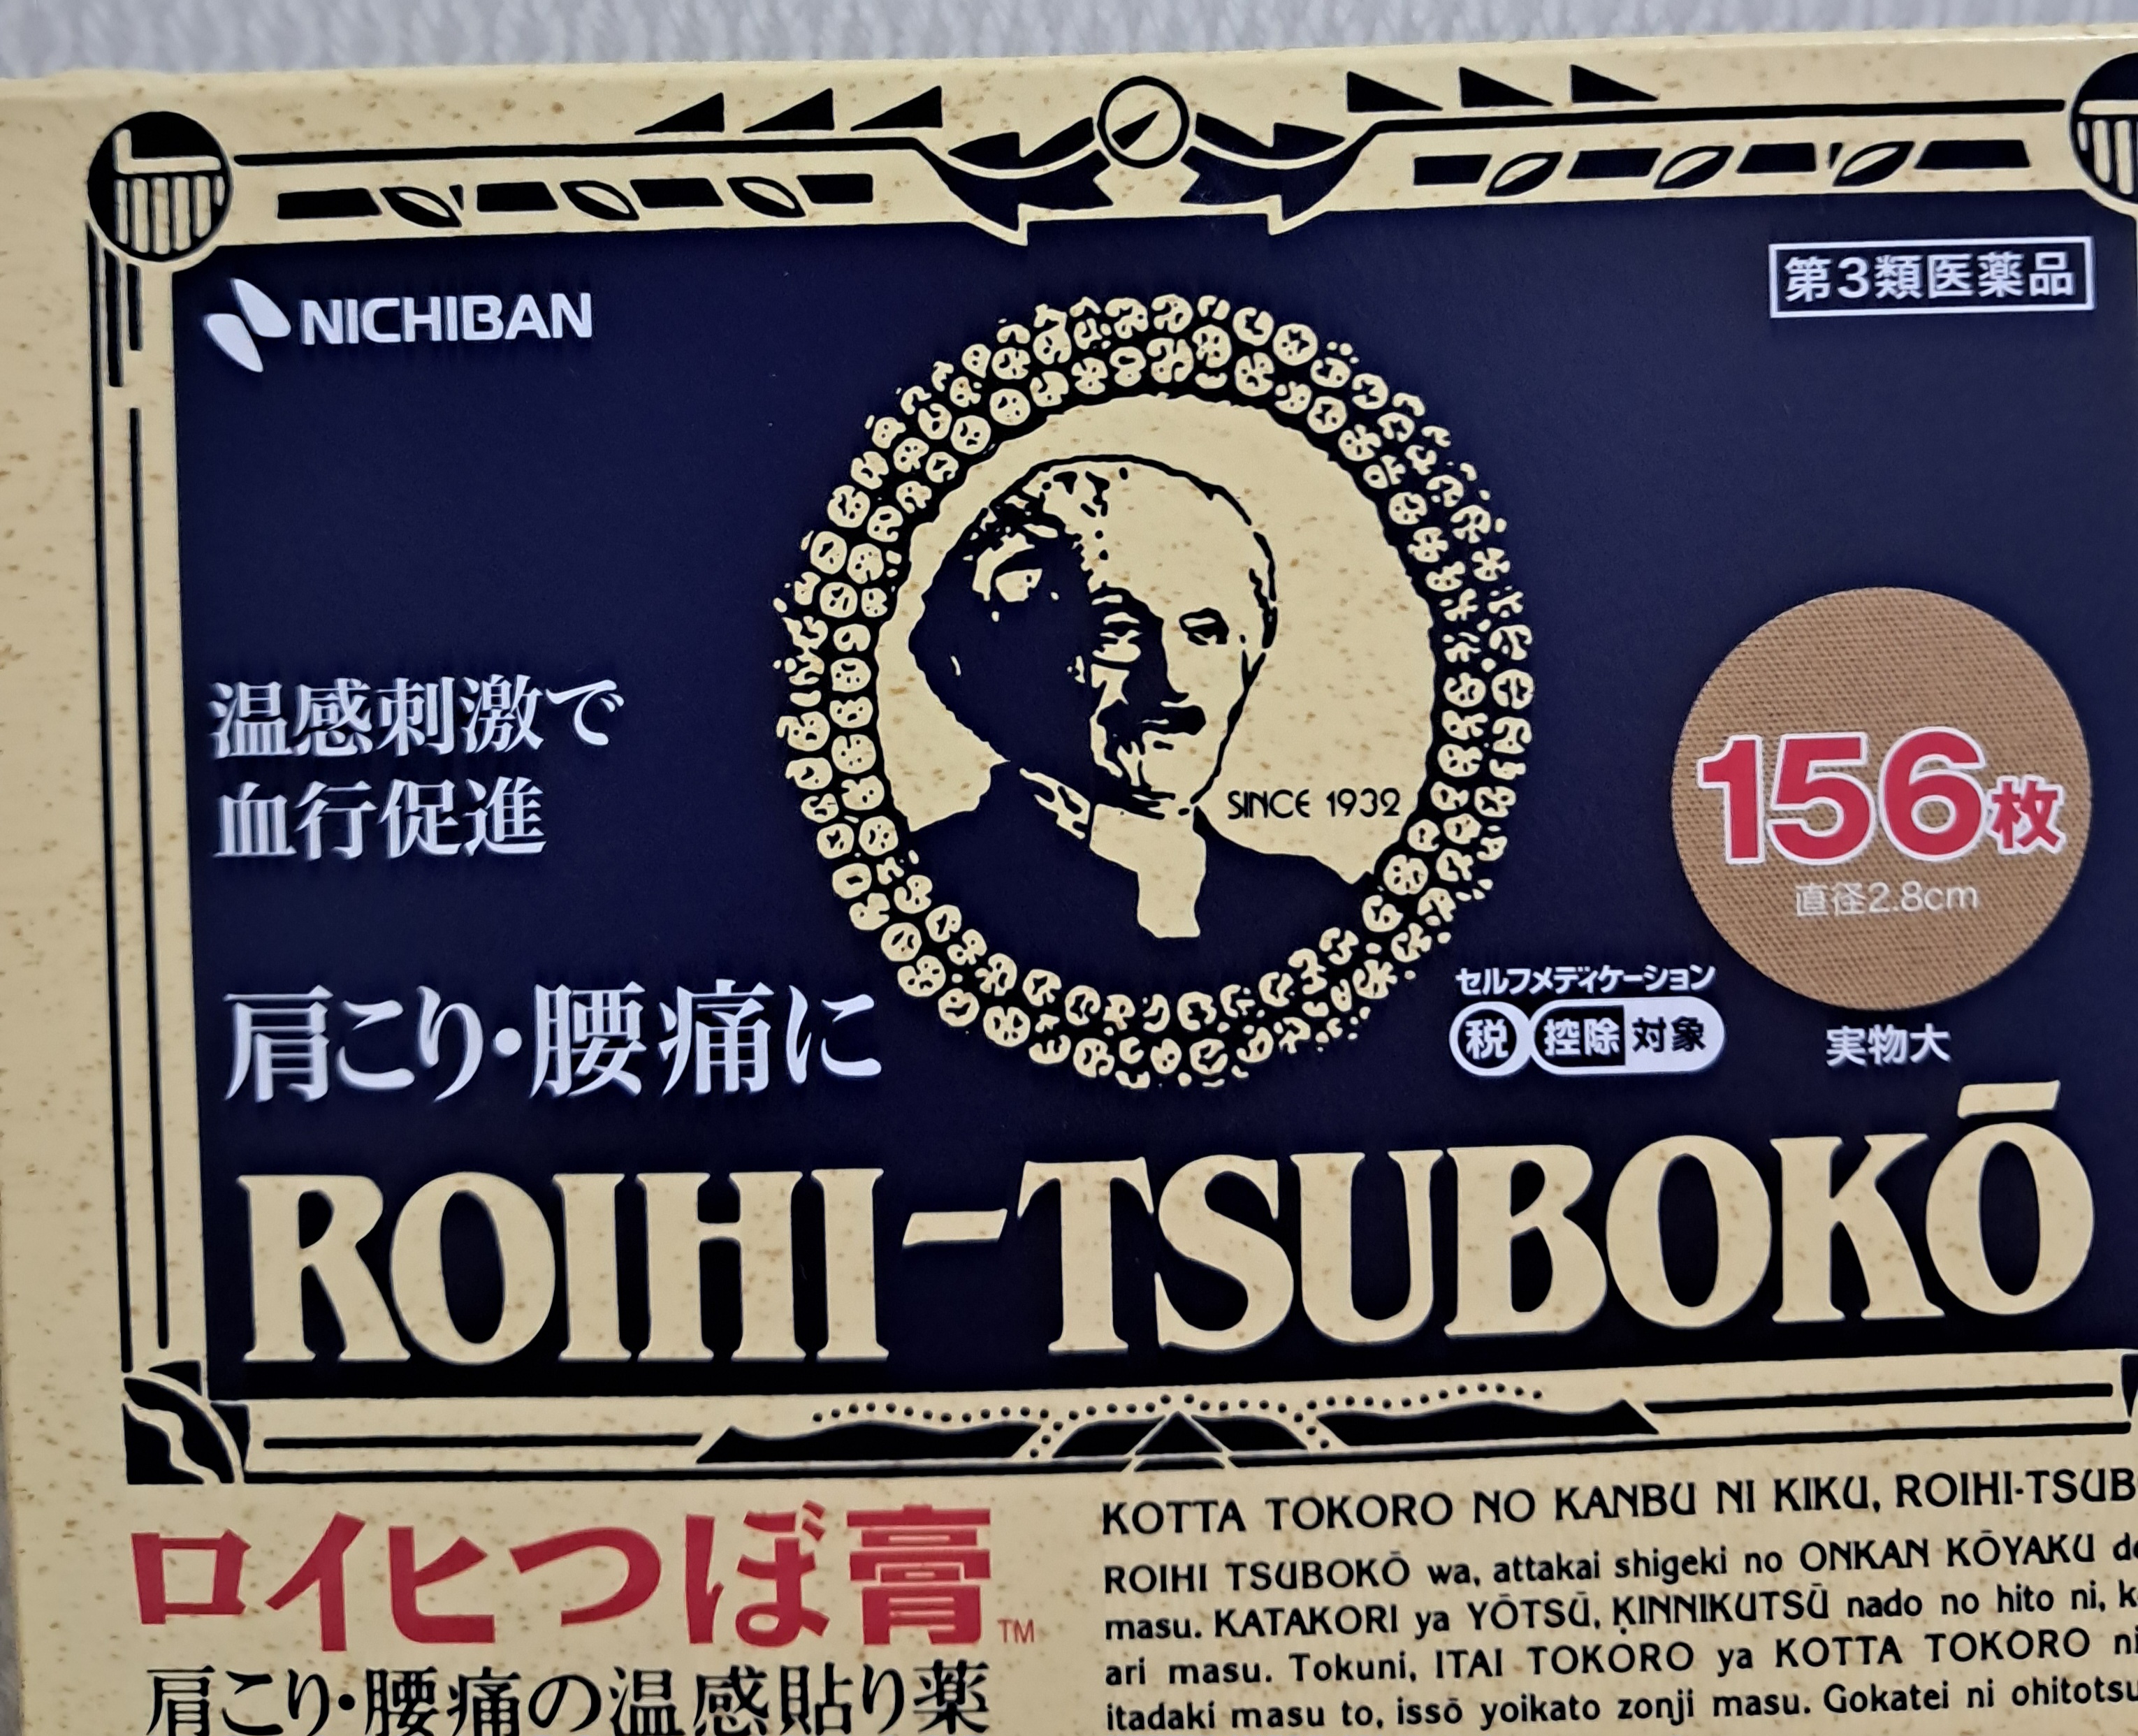 NICHIBAN
第3類医薬品
温感刺激で
血行促進
SINCE 1932
156枚
直径2.8cm
実物大
セルフメディケーション
税 控除 対象
肩こり・腰痛に
ROIHI-TSUBOKŌ
ロイヒつぼ膏™
肩こり・腰痛の温感貼り薬
KOTTA TOKORO NO KANBU NI KIKU, ROIHI-TSUB
ROIHI TSUBOKŌ wa, attakai shigeki no ONKAN KŌYAKU
masu. KATAKORI ya YŌTSŪ, KINNIKUTSŪ nado no hito ni,
ari masu. Tokuni, ITAI TOKORO ya KOTTA TOKORO ni
itadaki masu to, issō yoikato zonji masu. Gokatei ni ohitotsu